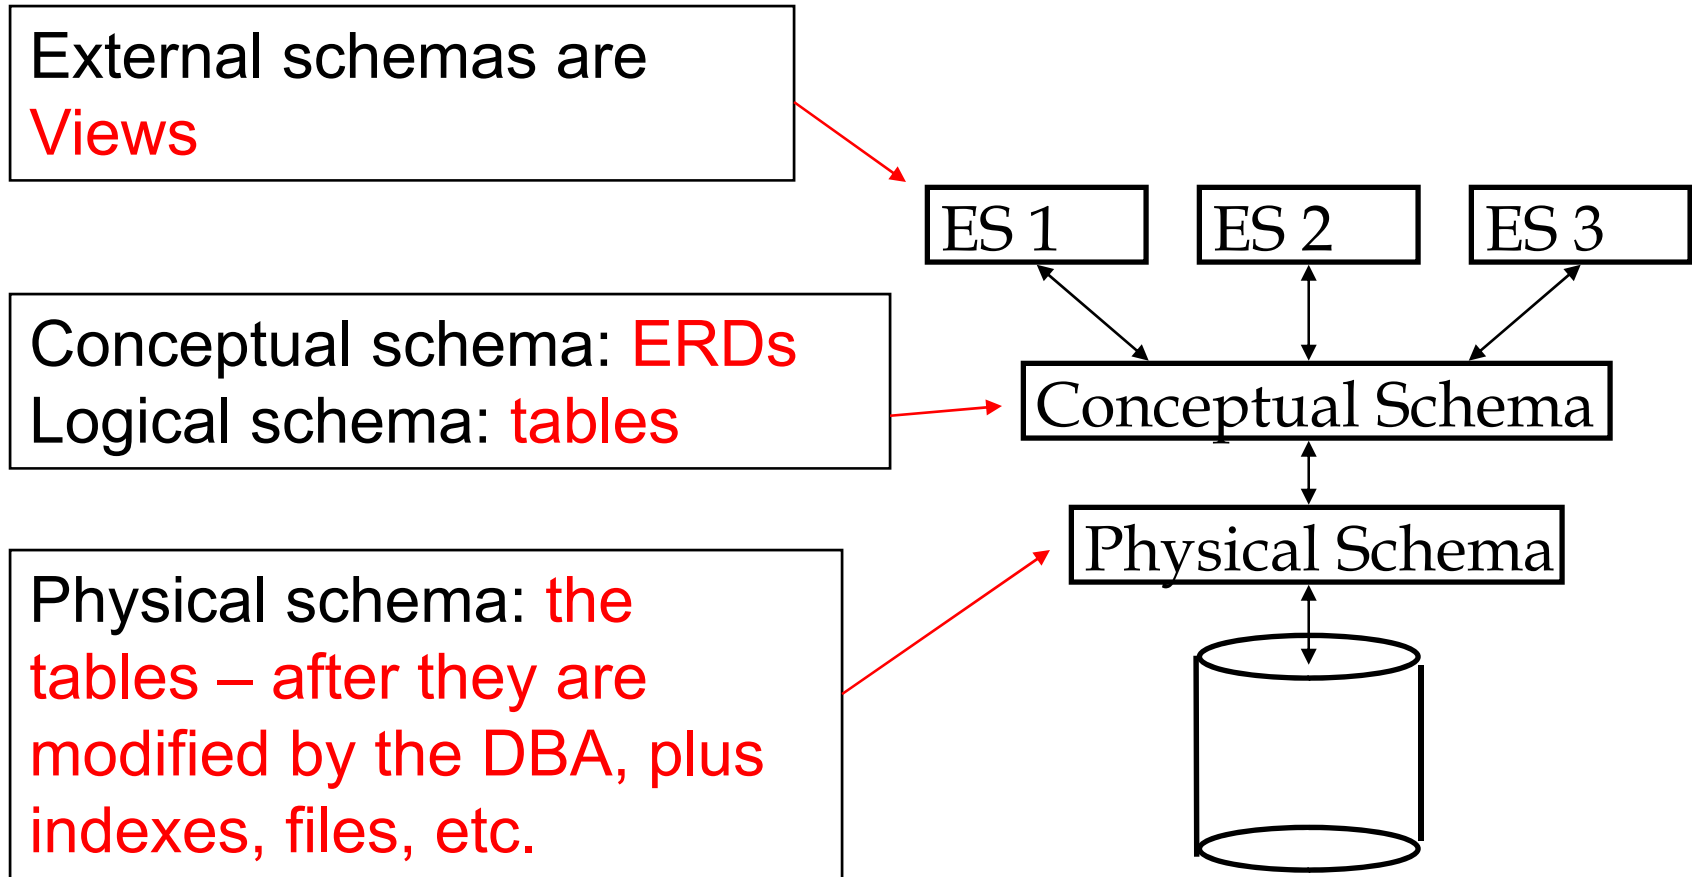 External schemas are
Views
ES 1
ES 2
ES 3
Conceptual schema: ERDs
Logical schema: tables
Conceptual Schema
Physical Schema
Physical schema: the
tables – after they are
modified by the DBA, plus
indexes, files, etc.